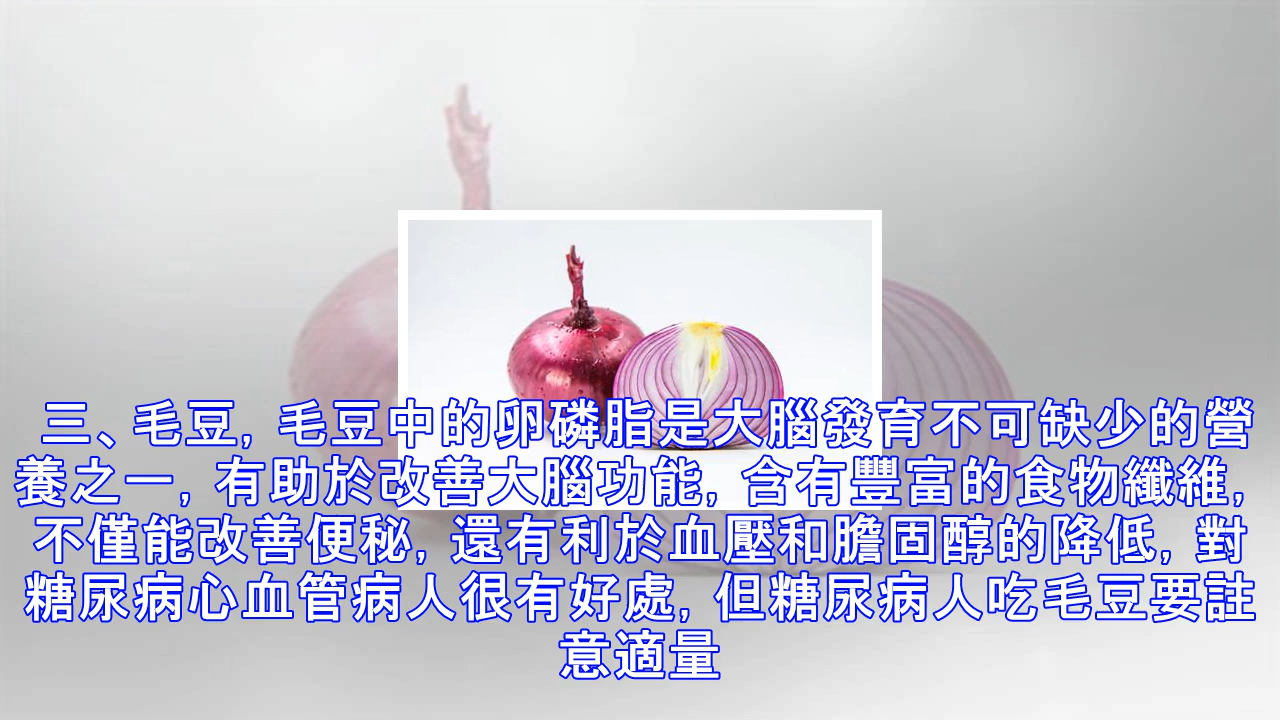 三、毛豆, 毛豆中的卵磷脂是大腦發育不可缺少的營
養之一, 有助於改善大腦功能, 含有豐富的食物纖維,
不僅能改善便秘, 還有利於血壓和膽固醇的降低, 對
糖尿病心血管病人很有好處, 但糖尿病人吃毛豆要註
意適量